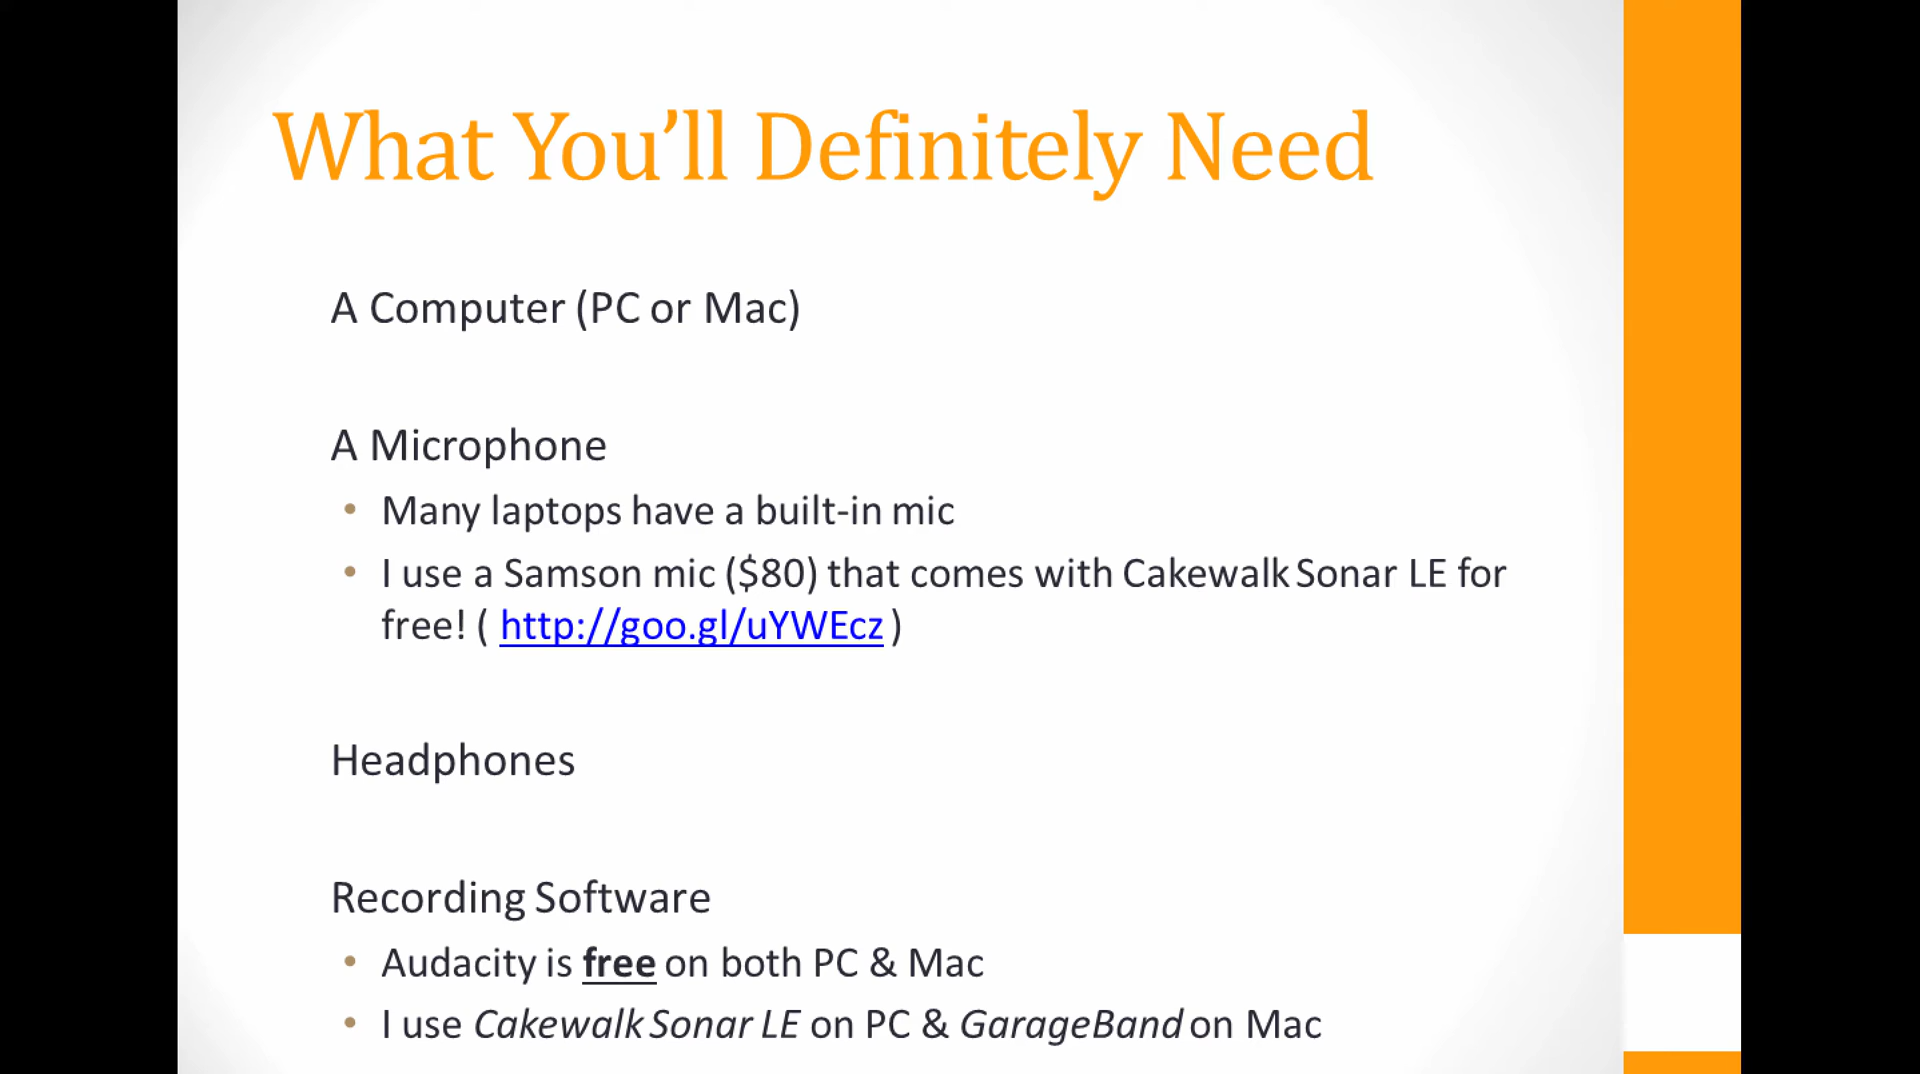 What You’ll Definitely Need
A Computer (PC or Mac)
A Microphone
• Many laptops have a built-in mic
• I use a Samson mic ($80) that comes with Cakewalk Sonar LE for
free! ( http://goo.gl/uYWEcz )
Headphones
Recording Software
• Audacity is free on both PC & Mac
• I use Cakewalk Sonar LE on PC & GarageBand on Mac